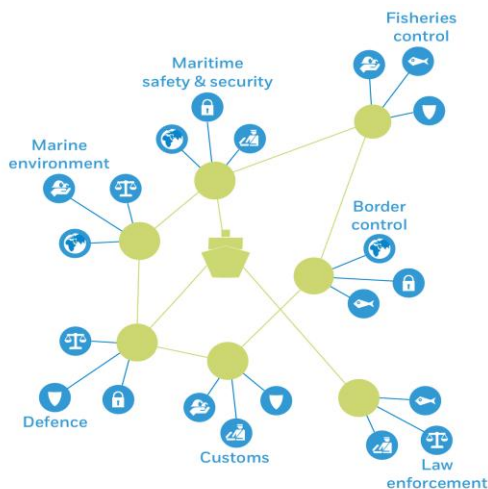 Fisheries
control
Maritime
safety & security
Marine
environment
Border
control
Defence
Customs
Law
enforcement